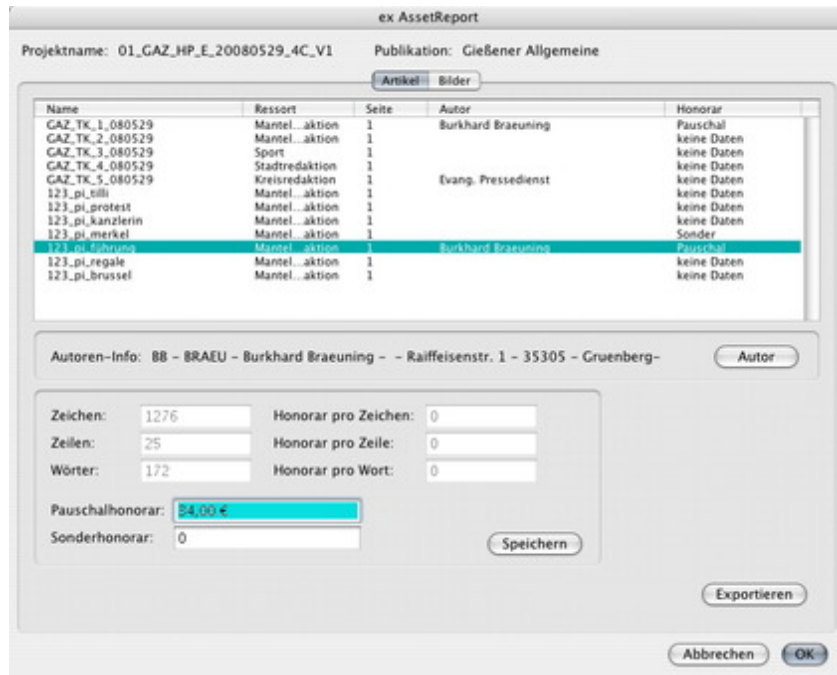 ex AssetReport
Projektname: 01_GAZ_HP_E_20080529_4C_V1 Publikation: Gießener Allgemeine
Artikel Bilder
Name Ressort Seite Autor Honorar
GAZ_TK_1_080529 Mantel...aktion 1 Burkhard Braeuning Pauschal
GAZ_TK_2_080529 Mantel...aktion 1 keine Daten
GAZ_TK_3_080529 Sport 1 keine Daten
GAZ_TK_4_080529 Stadtredaktion 1 keine Daten
GAZ_TK_5_080529 Kreisredaktion 1 Evang. Pressedienst keine Daten
123_pi_tilli Mantel...aktion 1 keine Daten
123_pi_protest Mantel...aktion 1 keine Daten
123_pi_kanzlerin Mantel...aktion 1 keine Daten
123_pi_merkel Mantel...aktion 1 Sonder
123_pi_führung Mantel...aktion 1 Burkhard Braeuning Pauschal
123_pi_regale Mantel...aktion 1 keine Daten
123_pi_brussel Mantel...aktion 1 keine Daten
Autoren-Info: BB - BRAEU - Burkhard Braeuning - - Raiffeisenstr. 1 - 35305 - Gruenberg- Autor
Zeichen: 1276 Honorar pro Zeichen: 0
Zeilen: 25 Honorar pro Zeile: 0
Wörter: 172 Honorar pro Wort: 0
Pauschalhonorar: 84,00 €
Sonderhonorar: 0 Speichern
Exportieren
Abbrechen OK